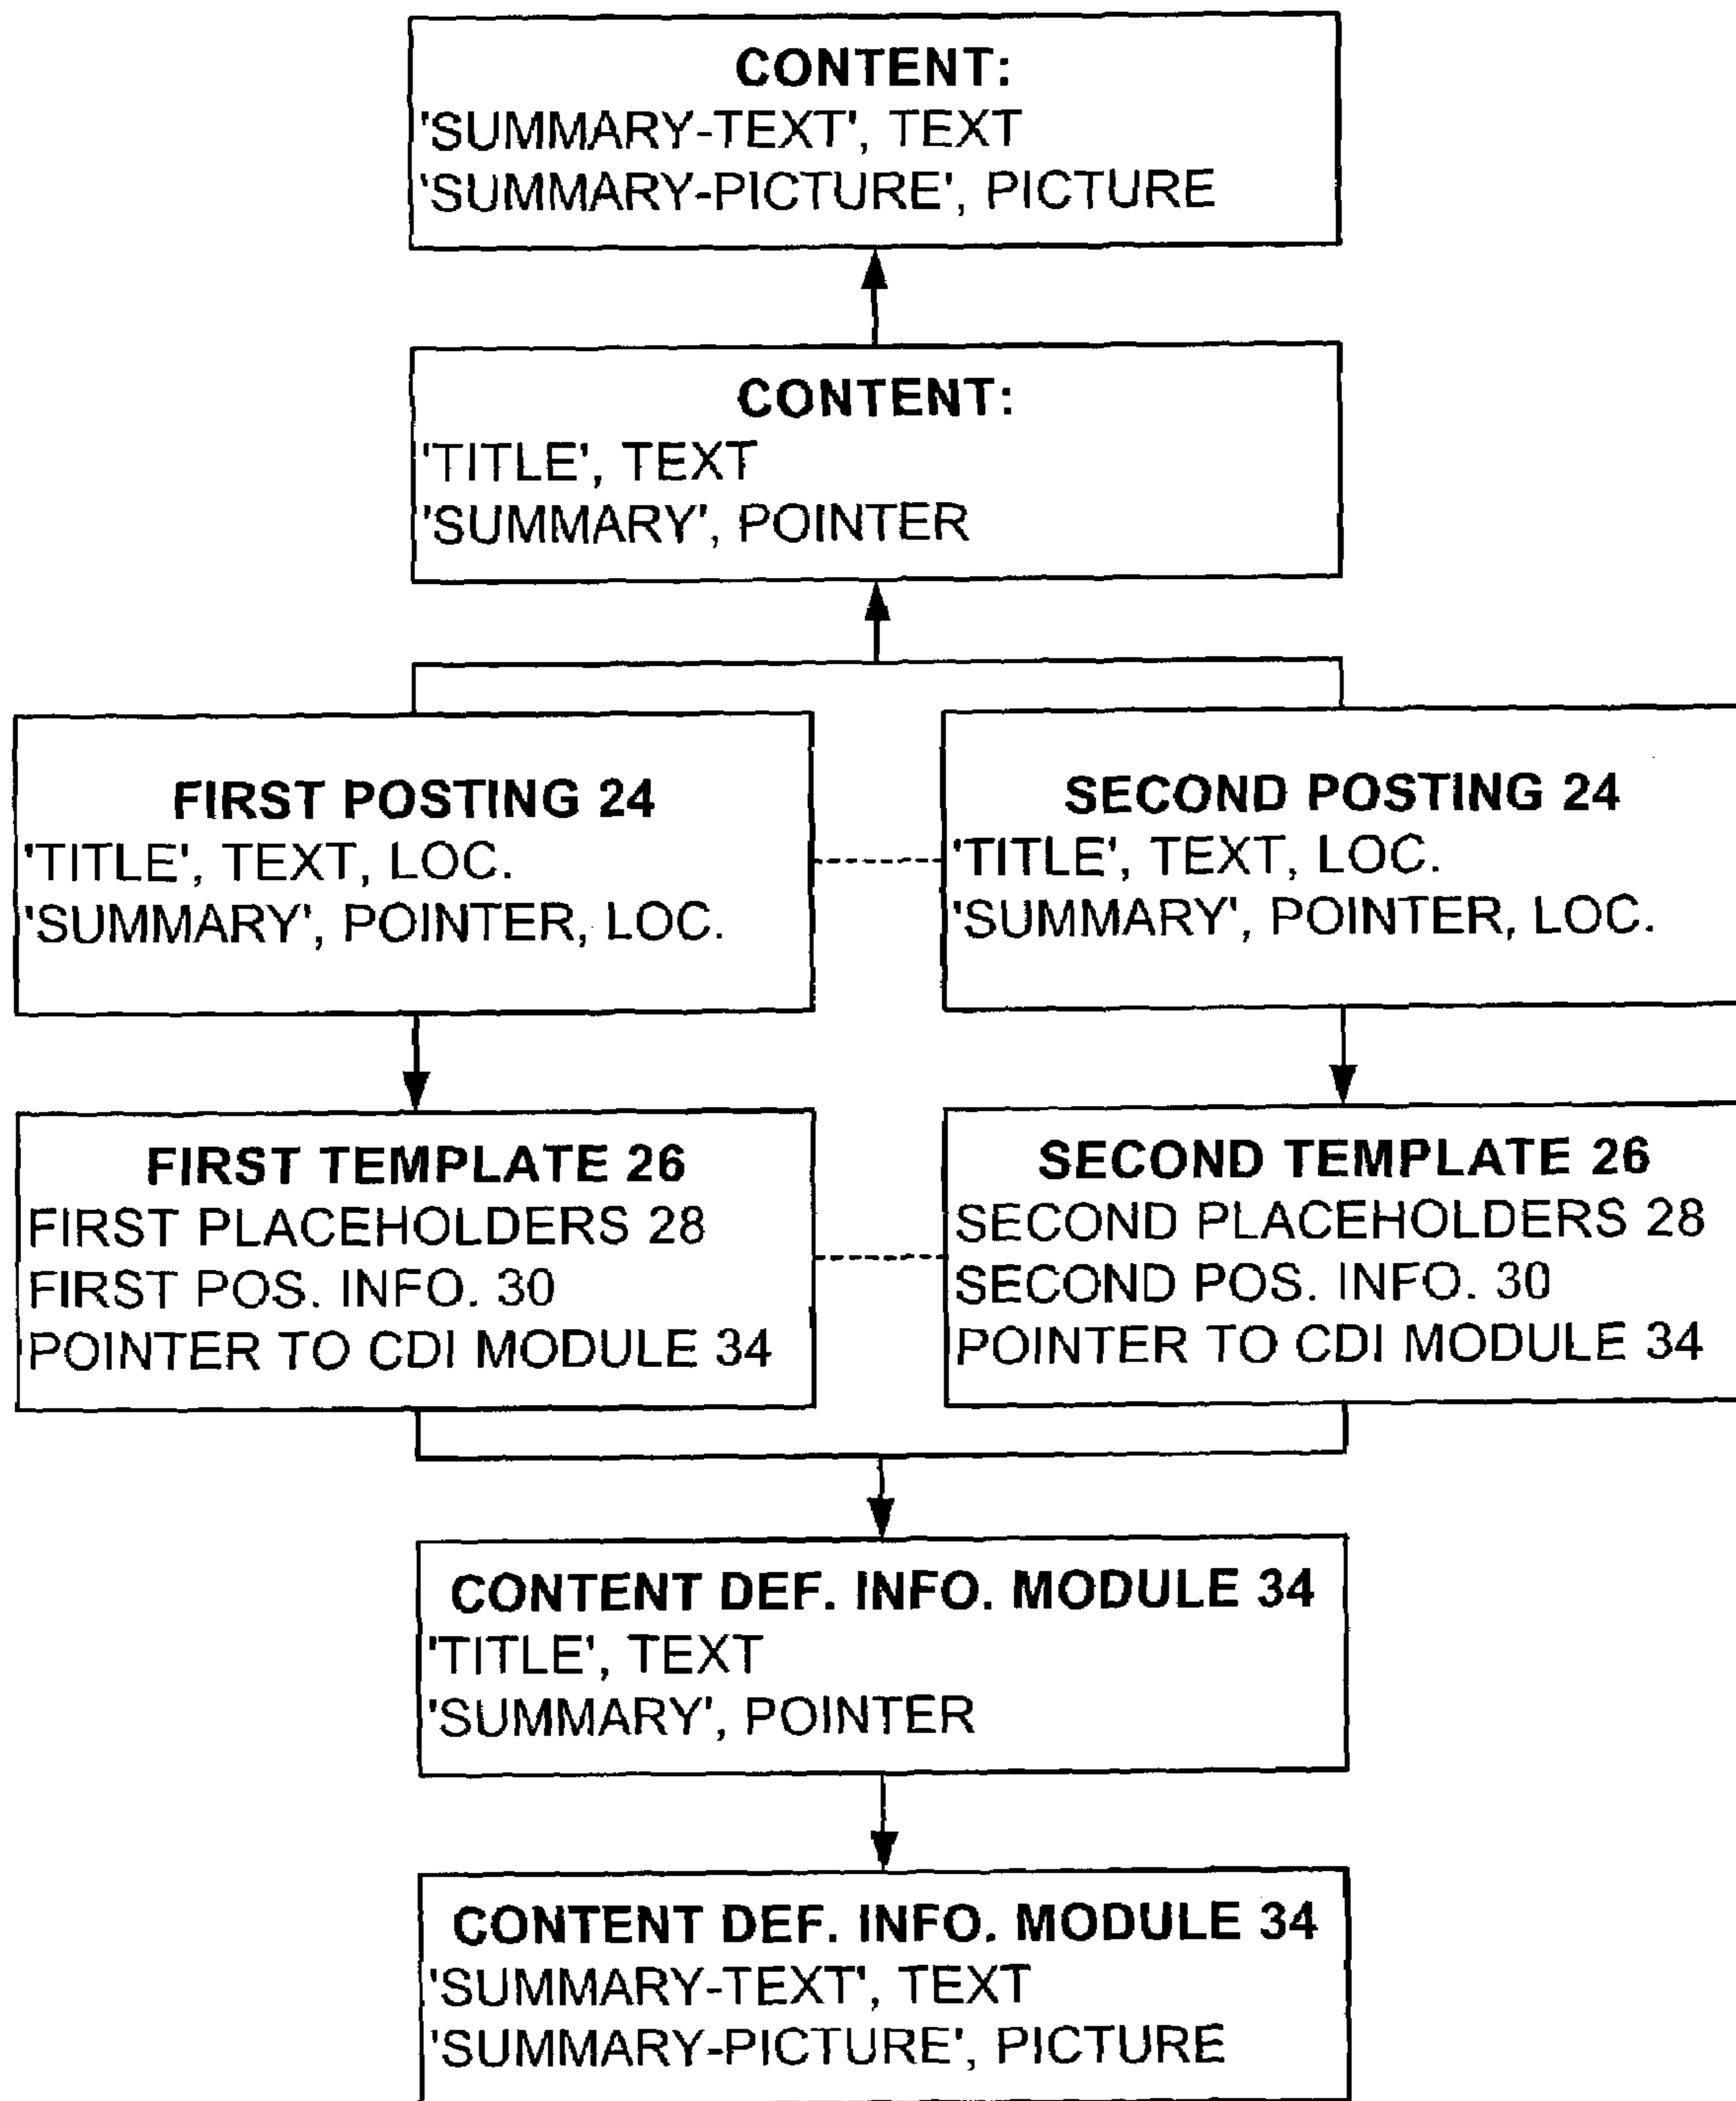 CONTENT:
'SUMMARY-TEXT', TEXT
'SUMMARY-PICTURE', PICTURE
CONTENT:
'TITLE', TEXT
'SUMMARY', POINTER
FIRST POSTING 24
'TITLE', TEXT, LOC.
'SUMMARY', POINTER, LOC.
SECOND POSTING 24
'TITLE', TEXT, LOC.
'SUMMARY', POINTER, LOC.
FIRST TEMPLATE 26
FIRST PLACEHOLDERS 28
FIRST POS. INFO. 30
POINTER TO CDI MODULE 34
SECOND TEMPLATE 26
SECOND PLACEHOLDERS 28
SECOND POS. INFO. 30
POINTER TO CDI MODULE 34
CONTENT DEF. INFO. MODULE 34
'TITLE', TEXT
'SUMMARY', POINTER
CONTENT DEF. INFO. MODULE 34
'SUMMARY-TEXT', TEXT
'SUMMARY-PICTURE', PICTURE